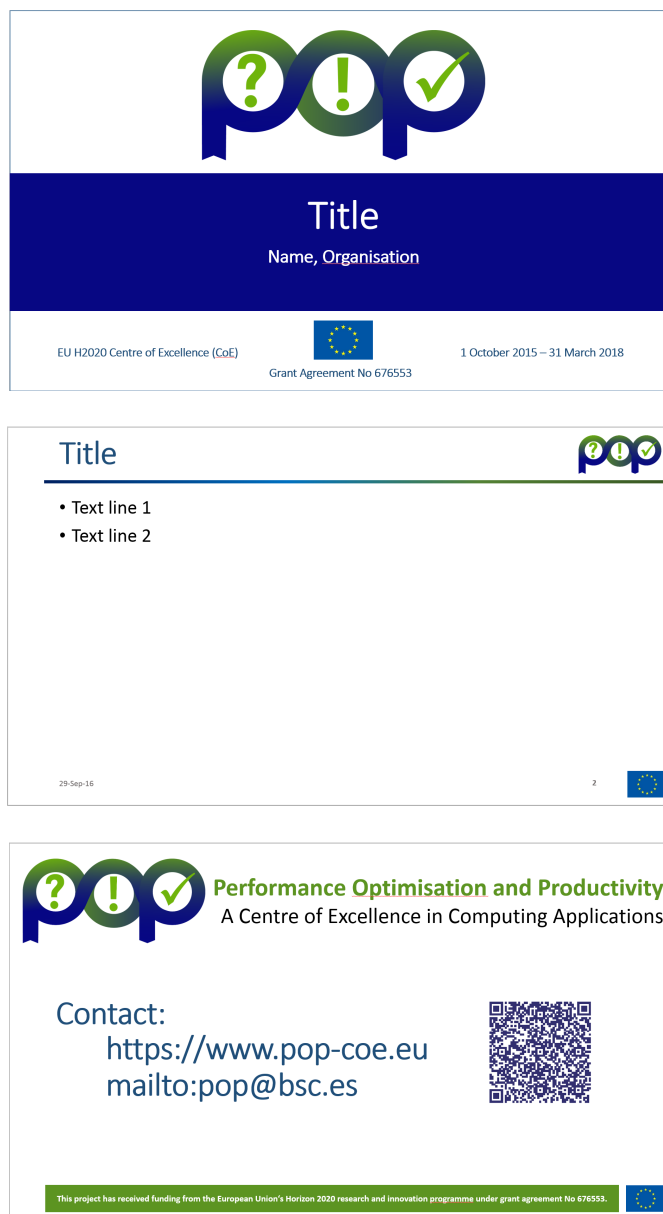 pop
Title
Name, Organisation
EU H2020 Centre of Excellence (CoE)
Grant Agreement No 676553
1 October 2015 – 31 March 2018
Title
pop
• Text line 1
• Text line 2
29-Sep-16
2
pop
Performance Optimisation and Productivity
A Centre of Excellence in Computing Applications
Contact:
https://www.pop-coe.eu
mailto:pop@bsc.es
This project has received funding from the European Union's Horizon 2020 research and innovation programme under grant agreement No 676553.